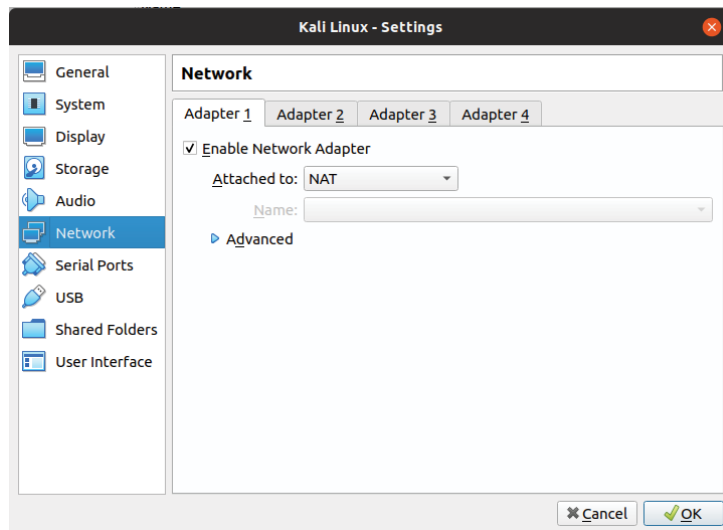 Kali Linux - Settings
General
System
Display
Storage
Audio
Network
Serial Ports
USB
Shared Folders
User Interface
Network
Adapter 1 Adapter 2 Adapter 3 Adapter 4
Enable Network Adapter
Attached to: NAT
Name:
Advanced
Cancel OK